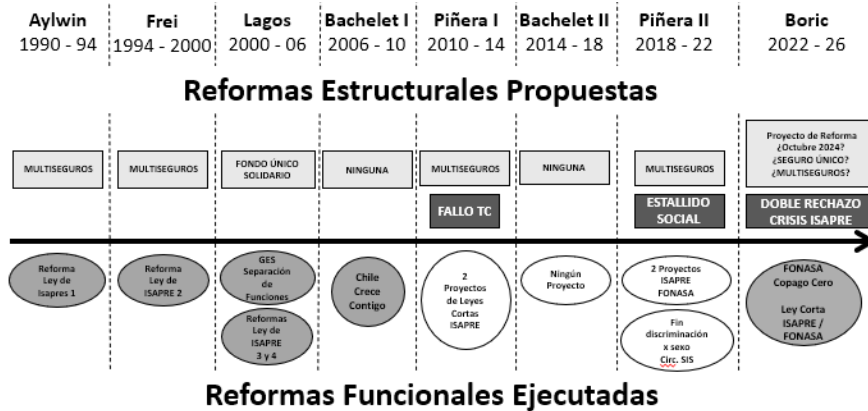 Aylwin
1990 - 94
Frei
1994 - 2000
Lagos
2000 - 06
Bachelet I
2006 - 10
Piñera I
2010 - 14
Bachelet II
2014 - 18
Piñera II
2018 - 22
Boric
2022 - 26
Reformas Estructurales Propuestas
MULTISEGUROS
MULTISEGUROS
FONDO ÚNICO
SOLIDARIO
NINGUNA
MULTISEGUROS
NINGUNA
MULTISEGUROS
Proyecto de Reforma
¿Octubre 2024?
¿SEGURO ÚNICO?
¿MULTISEGUROS?
FALLO TC
ESTALLIDO
SOCIAL
DOBLE RECHAZO
CRISIS ISAPRE
Reforma
Ley de
Isapres 1
Reforma
Ley de
ISAPRE 2
GES
Separación
de
Funciones
Reformas
Ley de
ISAPRE
3 y 4
Chile
Crece
Contigo
2
Proyectos
de Leyes
Cortas
ISAPRE
Ningún
Proyecto
2 Proyectos
ISAPRE
FONASA
Fin
discriminación
x sexo
Circ. SIS
FONASA
Copago Cero
Ley Corta
ISAPRE /
FONASA
Reformas Funcionales Ejecutadas